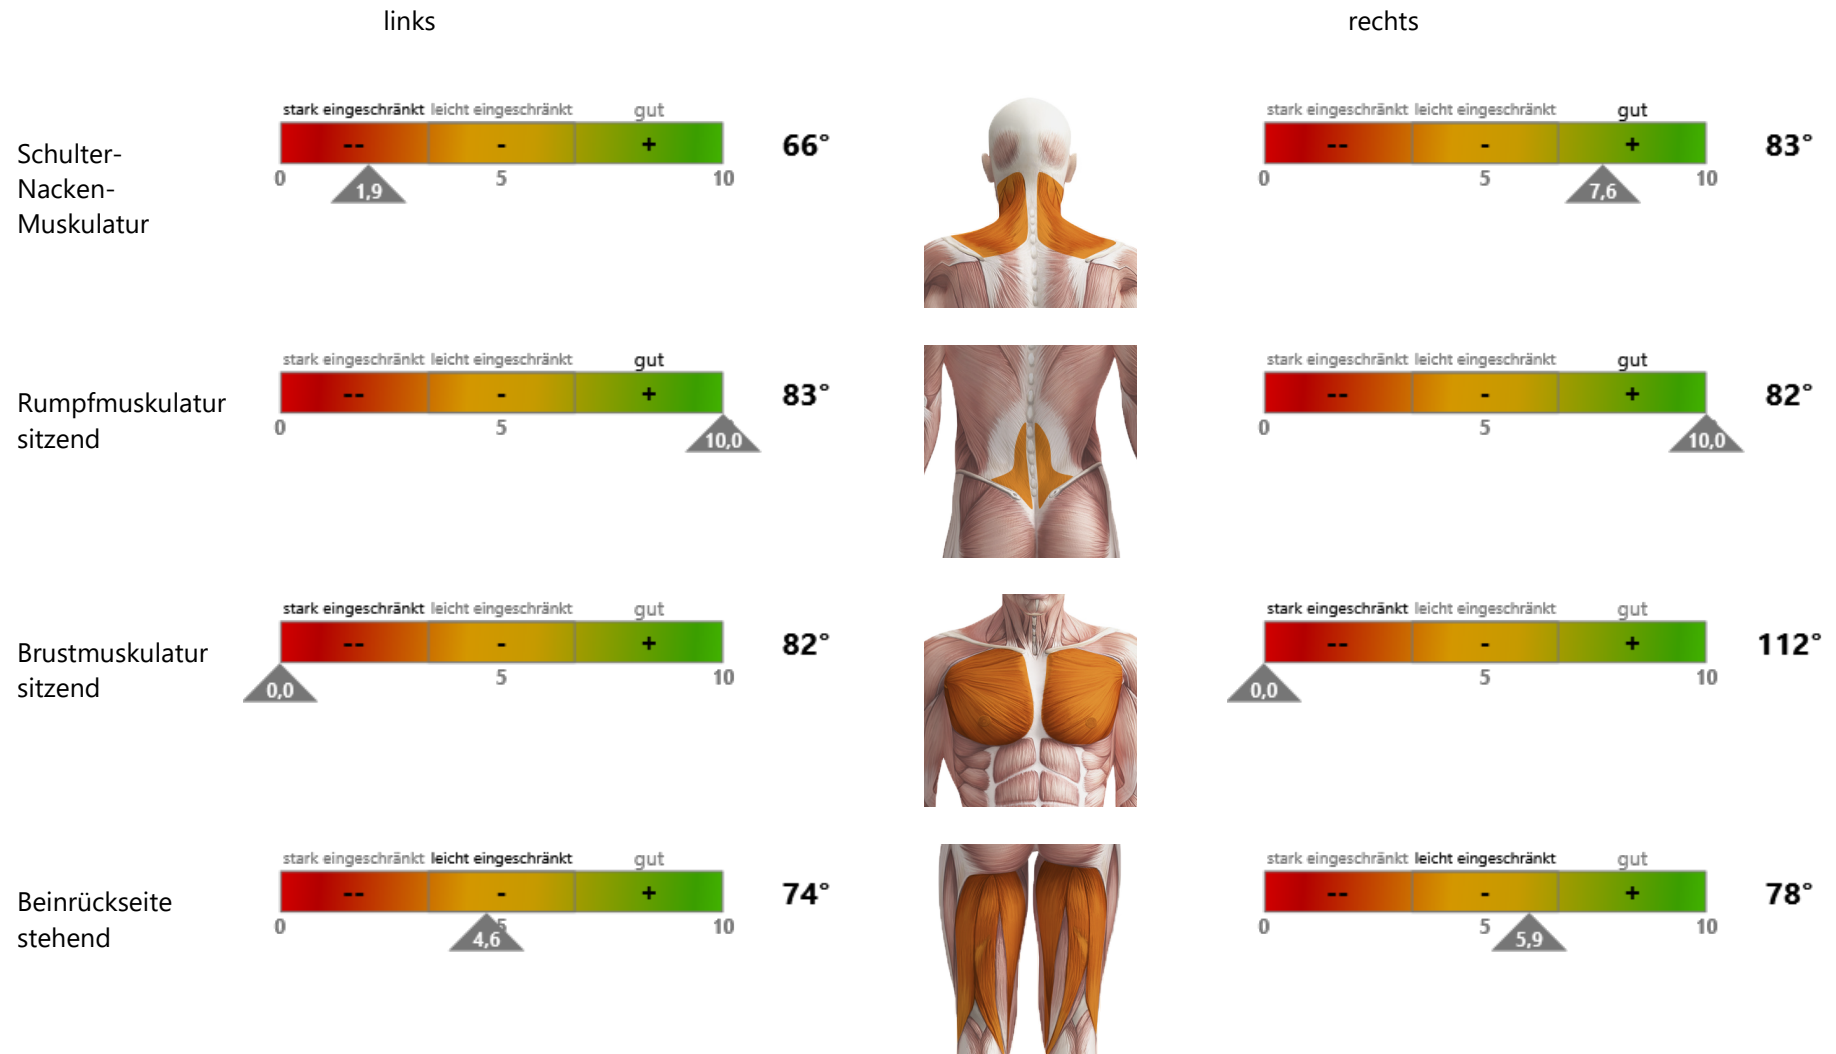 links rechts
stark eingeschränkt leicht eingeschränkt gut stark eingeschränkt leicht eingeschränkt gut
Schulter-
Nacken-
Muskulatur
-- - + 66° -- - + 83°
0 5 10 0 5 10
1,9 7,6
stark eingeschränkt leicht eingeschränkt gut stark eingeschränkt leicht eingeschränkt gut
Rumpfmuskulatur
sitzend
-- - + 83° -- - + 82°
0 5 0 5
10,0 10,0
stark eingeschränkt leicht eingeschränkt gut stark eingeschränkt leicht eingeschränkt gut
Brustmuskulatur
sitzend
-- - + 82° -- - + 112°
5 10 5 10
0,0 0,0
stark eingeschränkt leicht eingeschränkt gut stark eingeschränkt leicht eingeschränkt gut
Beinrückseite
stehend
-- - + 74° -- - + 78°
0 5 10 0 5 10
4,6 5,9